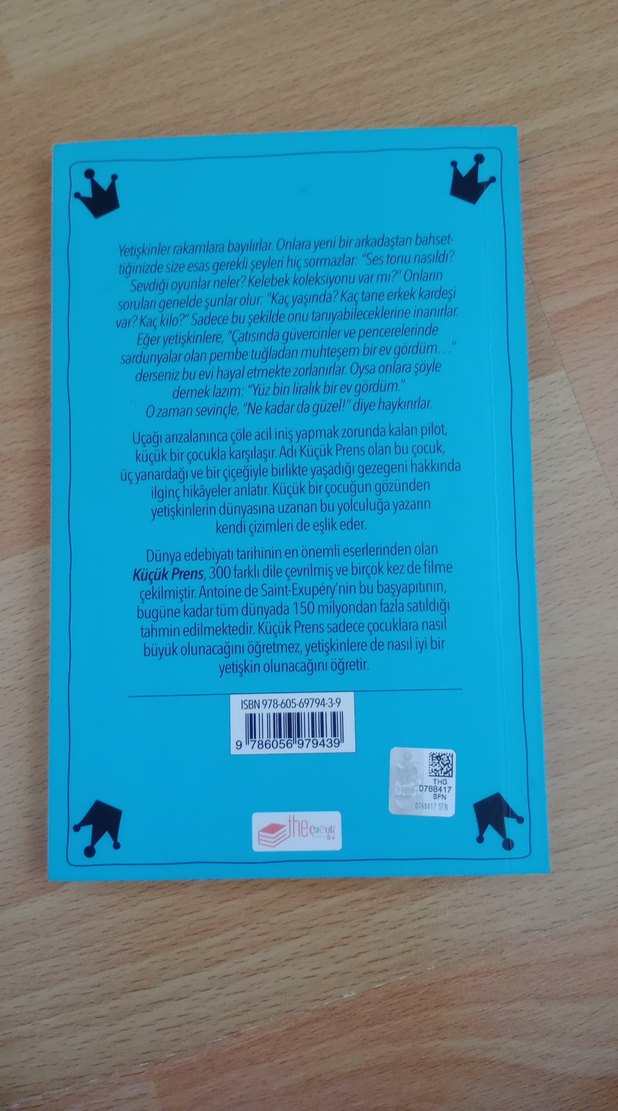 Yetişkinler rakamlara bayılırlar. Onlara yeni bir arkadaştan bahset-
tiğinizde size esas gerekli şeyleri hiç sormazlar: "Ses tonu nasıldı?
Sevdiği oyunlar neler? Kelebek koleksiyonu var mı?" Onların
soruları genelde şunlar olur: "Kaç yaşında? Kaç tane erkek kardeşi
var? Kaç kilo?" Sadece bu şekilde onu tanıyabileceklerine inanırlar.
Eğer yetişkinlere, "Çatısında güvercinler ve pencerelerinde
sardunyalar olan pembe tuğladan muhteşem bir ev gördüm…"
derseniz bu evi hayal etmekte zorlanırlar. Oysa onlara şöyle
demek lazım: "Yüz bin liralık bir ev gördüm."
O zaman sevinçle, "Ne kadar da güzel!" diye haykırırlar.
Uçağı arızalanınca çöle acil iniş yapmak zorunda kalan pilot,
küçük bir çocukla karşılaşır. Adı Küçük Prens olan bu çocuk,
üç yanardağı ve bir çiçeğiyle birlikte yaşadığı gezegeni hakkında
ilginç hikâyeler anlatır. Küçük bir çocuğun gözünden
yetişkinlerin dünyasına uzanan bu yolculuğa yazarın
kendi çizimleri de eşlik eder.
Dünya edebiyatı tarihinin en önemli eserlerinden olan
Küçük Prens, 300 farklı dile çevrilmiş ve birçok kez de filme
çekilmiştir. Antoine de Saint-Exupéry'nin bu başyapıtının,
bugüne kadar tüm dünyada 150 milyondan fazla satıldığı
tahmin edilmektedir. Küçük Prens sadece çocuklara nasıl
büyük olunacağını öğretmez, yetişkinlere de nasıl iyi bir
yetişkin olunacağını öğretir.
ISBN 978-605-69794-3-9
9 786056 979439
THG
0768417
SFN
0768417 SFN
the çocuk